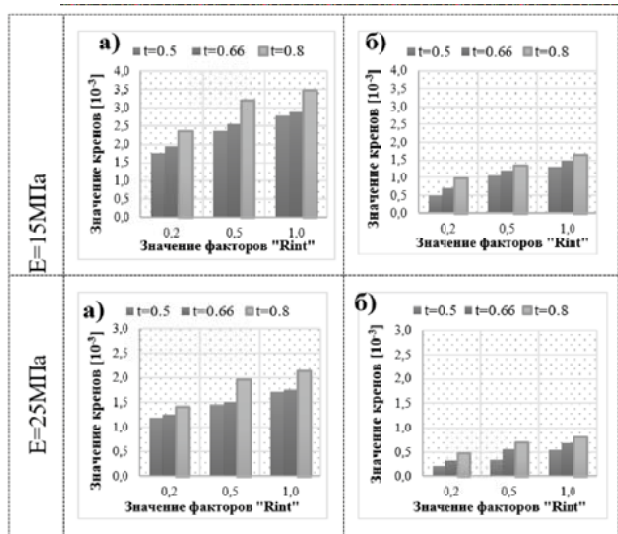 E=15МПа
а)
t=0.5 t=0.66 t=0.8
Значение кренов [10⁻³]
4,0
3,5
3,0
2,5
2,0
1,5
1,0
0,5
0,0
0,2 0,5 1,0
Значение факторов "Rint"
б)
t=0.5 t=0.66 t=0.8
Значение кренов [10⁻³]
4,0
3,5
3,0
2,5
2,0
1,5
1,0
0,5
0,0
0,2 0,5 1,0
Значение факторов "Rint"
E=25МПа
а)
t=0.5 t=0.66 t=0.8
Значение кренов [10⁻³]
3,0
2,5
2,0
1,5
1,0
0,5
0,0
0,2 0,5 1,0
Значение факторов "Rint"
б)
t=0.5 t=0.66 t=0.8
Значение кренов [10⁻³]
3,0
2,5
2,0
1,5
1,0
0,5
0,0
0,2 0,5 1,0
Значение факторов "Rint"